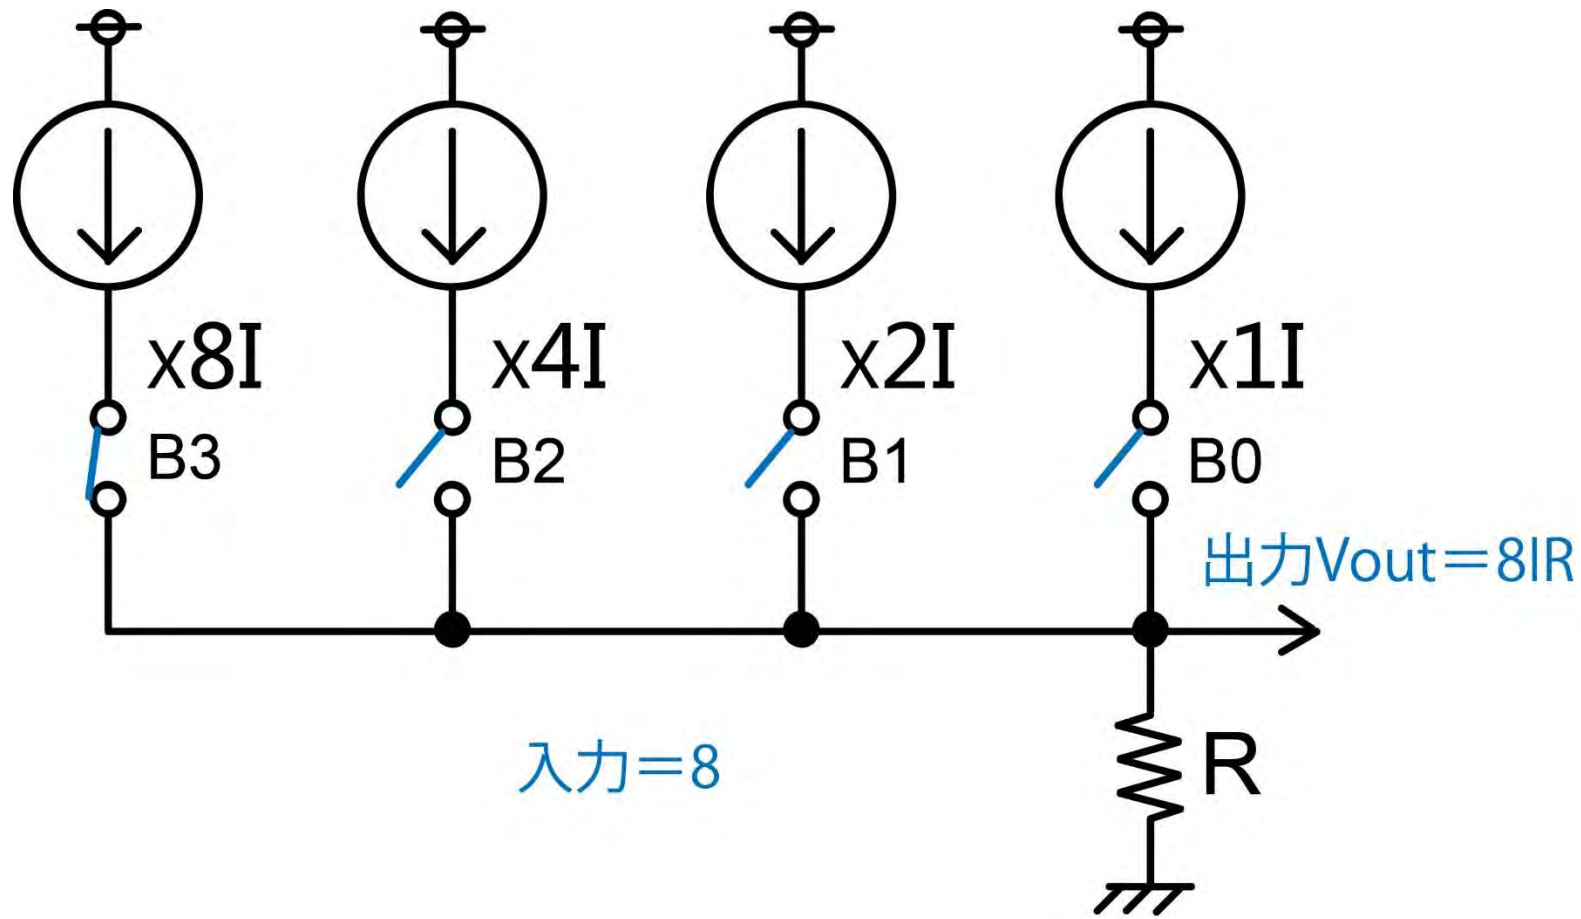 x8I
x4I
x2I
x1I
B3
B2
B1
B0
出力Vout＝8IR
入力＝8
R